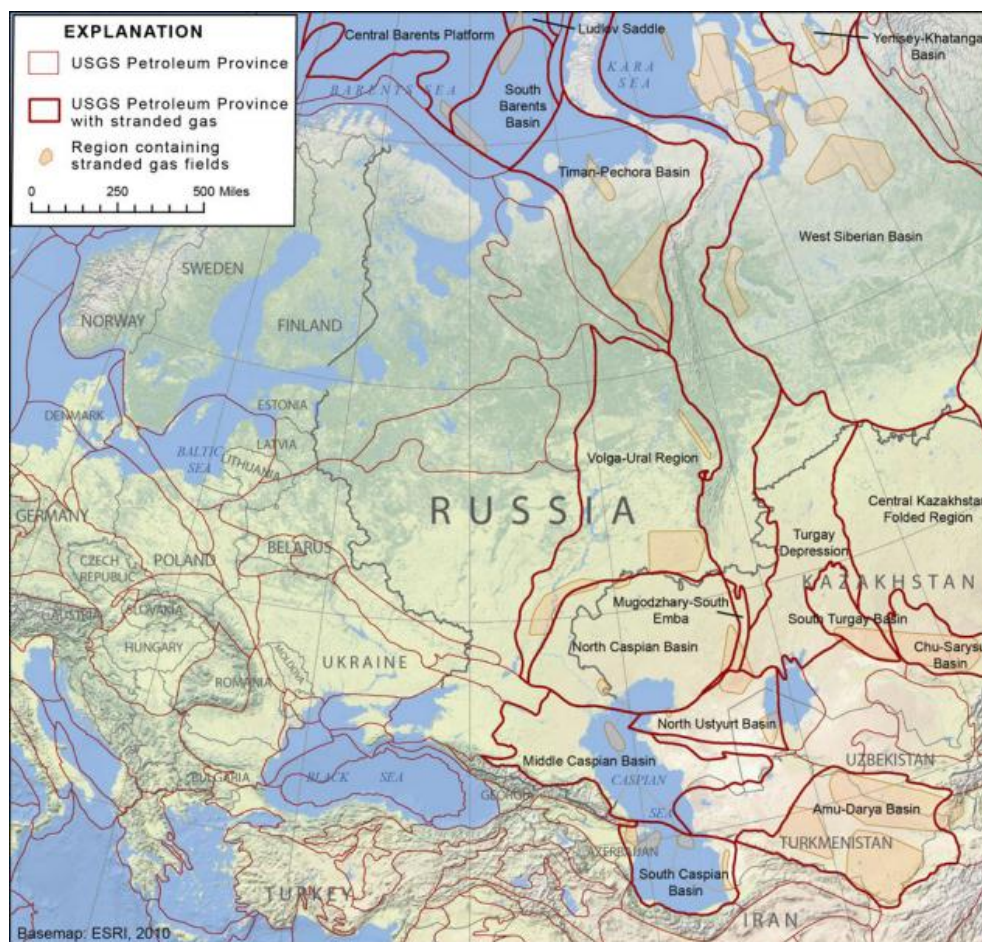 EXPLANATION
USGS Petroleum Province
USGS Petroleum Province
with stranded gas
Region containing
stranded gas fields
0 250 500 Miles
Central Barents Platform
Ludlov Saddle
Yenisey-Khatanga
Basin
BARENTS SEA
KARA
SEA
South
Barents
Basin
Timan-Pechora Basin
West Siberian Basin
SWEDEN
NORWAY
FINLAND
ESTONIA
DENMARK
LATVIA
BALTIC
SEA
LITHUANIA
Volga-Ural Region
RUSSIA
Central Kazakhstan
Folded Region
GERMANY
Turgay
Depression
BELARUS
POLAND
CZECH
REPUBLIC
KAZAKHSTAN
Mugodzhary-South
Emba
SLOVAKIA
AUSTRIA
South Turgay Basin
HUNGARY
North Caspian Basin
Chu-Sarysu
Basin
UKRAINE
MOLDOVA
ROMANIA
North Ustyurt Basin
Middle Caspian Basin
UZBEKISTAN
BULGARIA
BLACK SEA
CASPIAN
SEA
GEORGIA
Amu-Darya Basin
TURKMENISTAN
AZERBAIJAN
South Caspian
Basin
TURKEY
IRAN
Basemap: ESRI, 2010